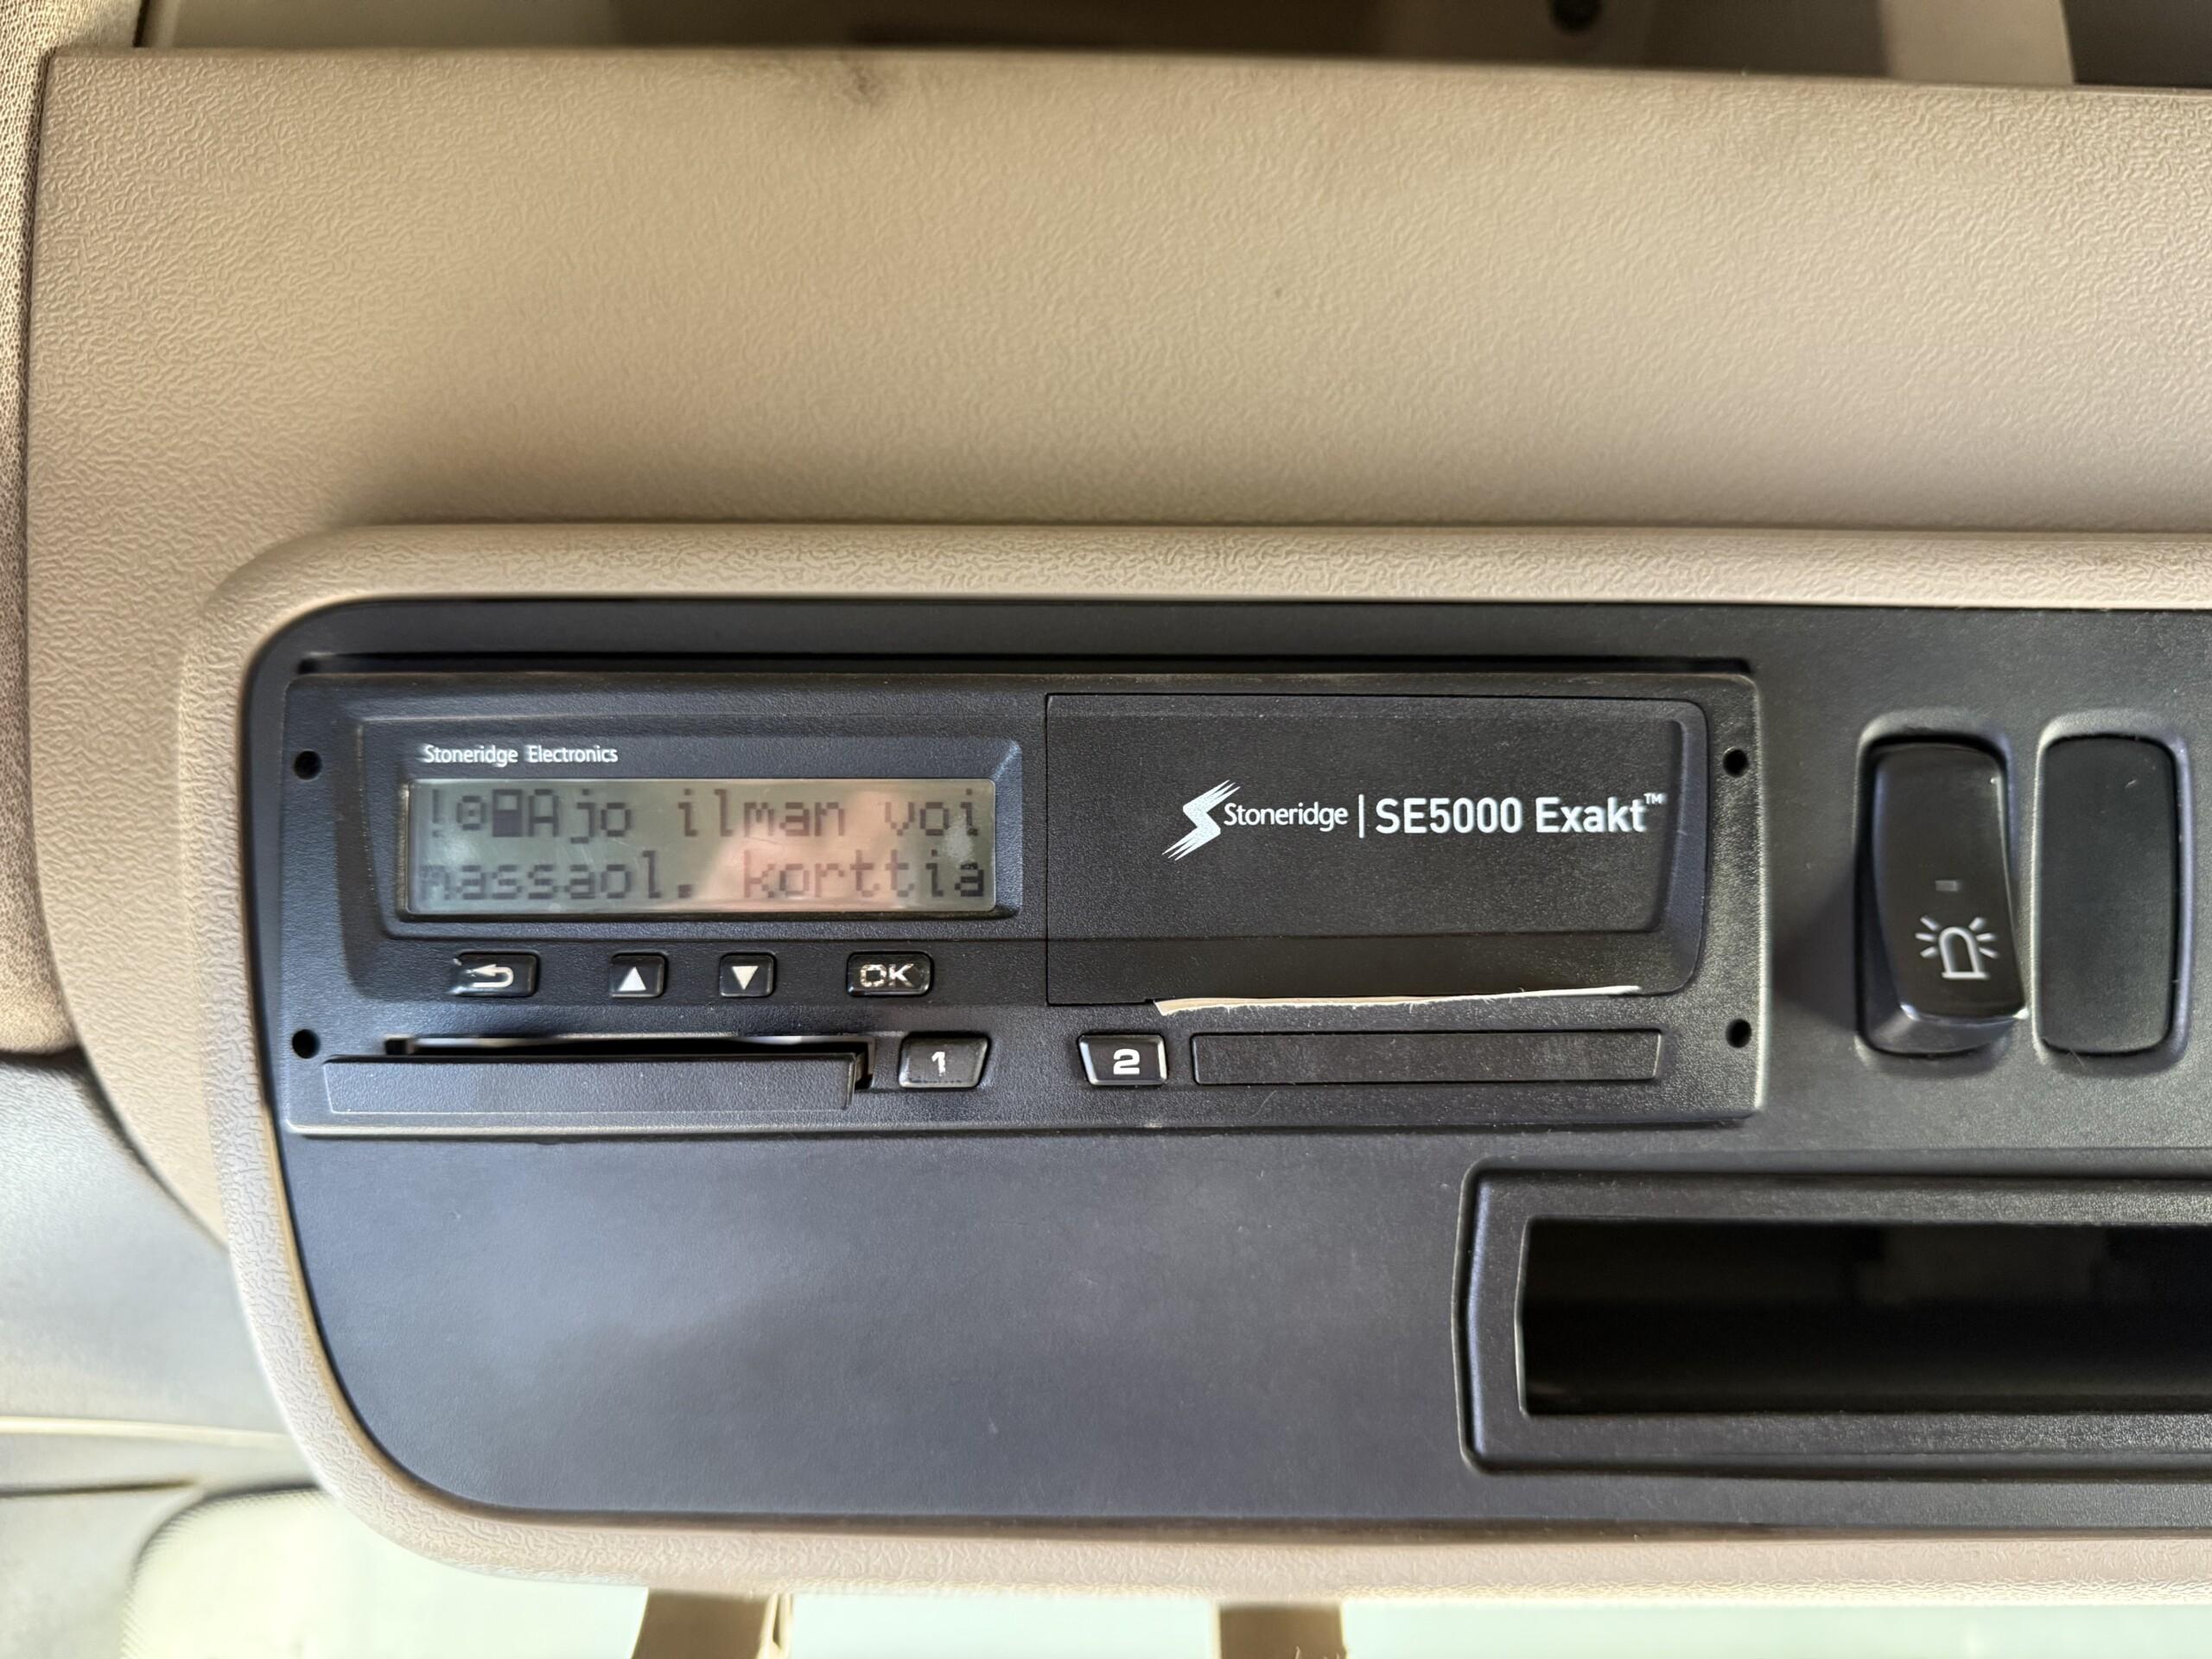 Stoneridge Electronics
!⊙Ajo ilman voi
massaol. korttia
Stoneridge | SE5000 Exakt™
OK
1
2